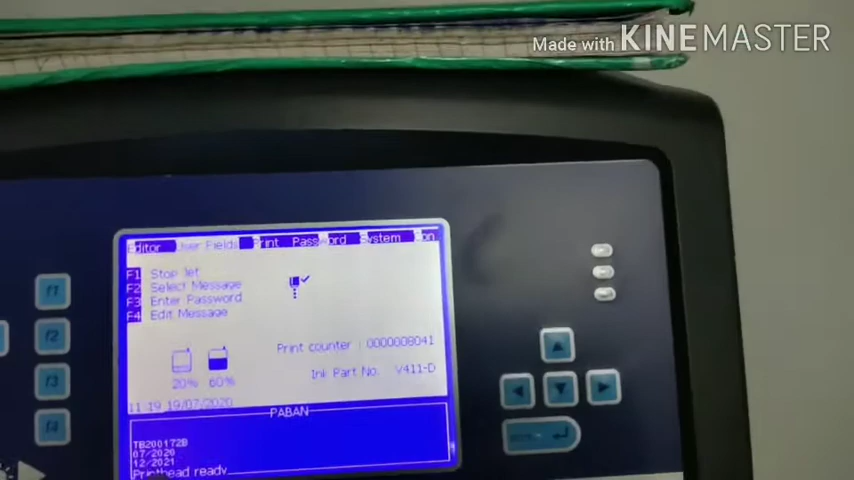 Made with KINEMASTER
Editor User Fields Print Password System Con
F1 Stop Jet
F2 Select Message
F3 Enter Password
F4 Edit Message
f1
f2
f3
f4
Print counter : 0000008041
20% 60%
Ink Part No. V411-D
11 19 19/07/2020
PABAN
TB200172B
07/2020
12/2021
Printhead ready